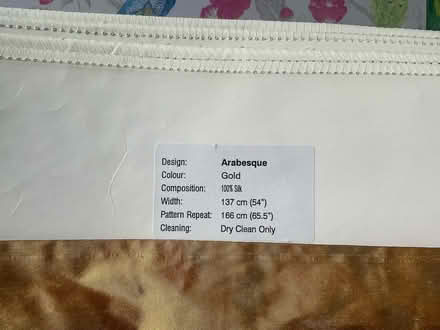 Design: Arabesque
Colour: Gold
Composition: 100% Silk
Width: 137 cm (54")
Pattern Repeat: 166 cm (65.5")
Cleaning: Dry Clean Only